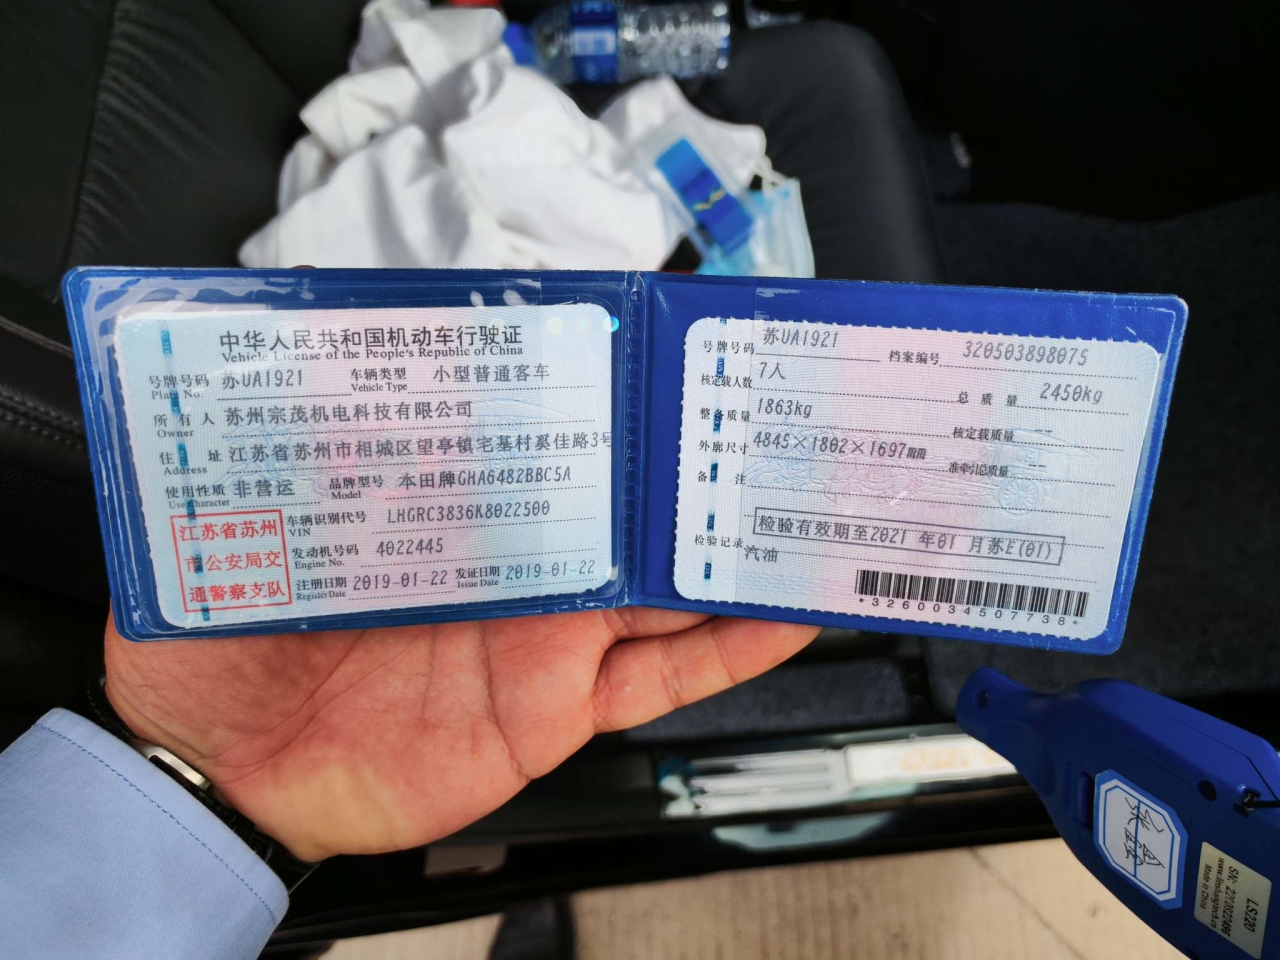 中华人民共和国机动车行驶证
Vehicle License of the People's Republic of China
号牌号码 苏UA1921 车辆类型 小型普通客车
Plate No. Vehicle Type
所有人 苏州宗茂机电科技有限公司
Owner
住址 江苏省苏州市相城区望亭镇宅基村巽佳路3号
Address
使用性质 非营运 品牌型号 本田牌GHA6482BBC5A
Use Character Model
江苏省苏州
市公安局交
通警察支队
车辆识别代号 LHGRC3836K8022500
VIN
发动机号码 4022445
Engine No.
注册日期 2019-01-22 发证日期 2019-01-22
Register Date Issue Date
号牌号码 苏UA1921 档案编号 320503898075
核定载人数 7人 总质量 2450kg
整备质量 1863kg 核定载质量 --
外廓尺寸 4845×1802×1697mm 准牵引总质量 --
备注
检验有效期至2021 年01 月苏E(01)
检验记录 汽油
*3260034507738*
LS220
www.linshangtech.cn
Made in China